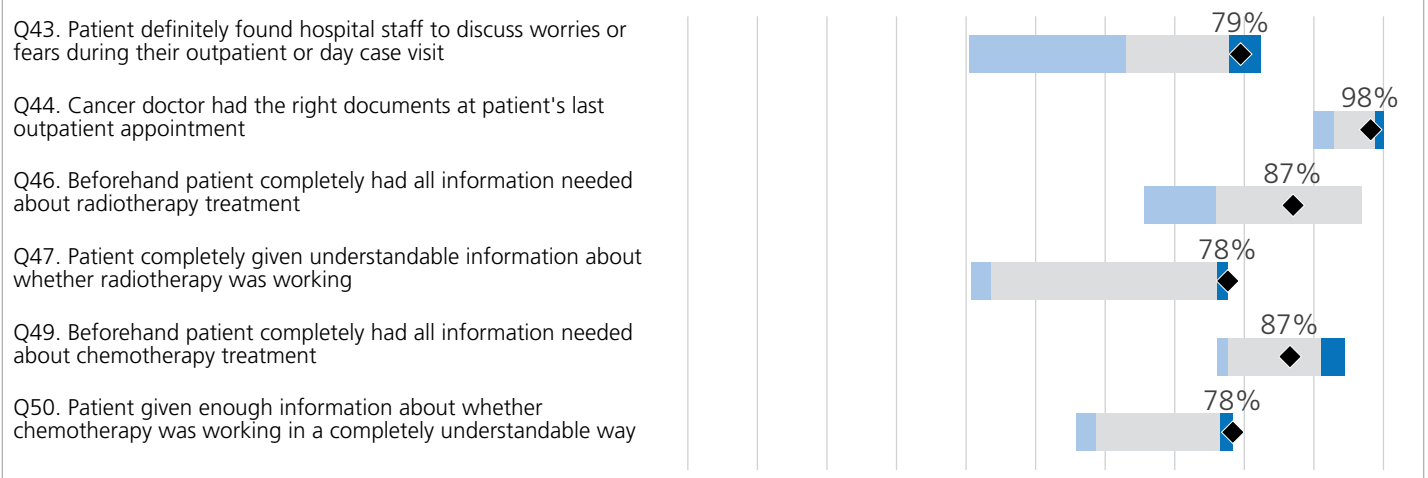 79%
Q43. Patient definitely found hospital staff to discuss worries or
fears during their outpatient or day case visit
98%
Q44. Cancer doctor had the right documents at patient's last
outpatient appointment
87%
Q46. Beforehand patient completely had all information needed
about radiotherapy treatment
78%
Q47. Patient completely given understandable information about
whether radiotherapy was working
87%
Q49. Beforehand patient completely had all information needed
about chemotherapy treatment
78%
Q50. Patient given enough information about whether
chemotherapy was working in a completely understandable way